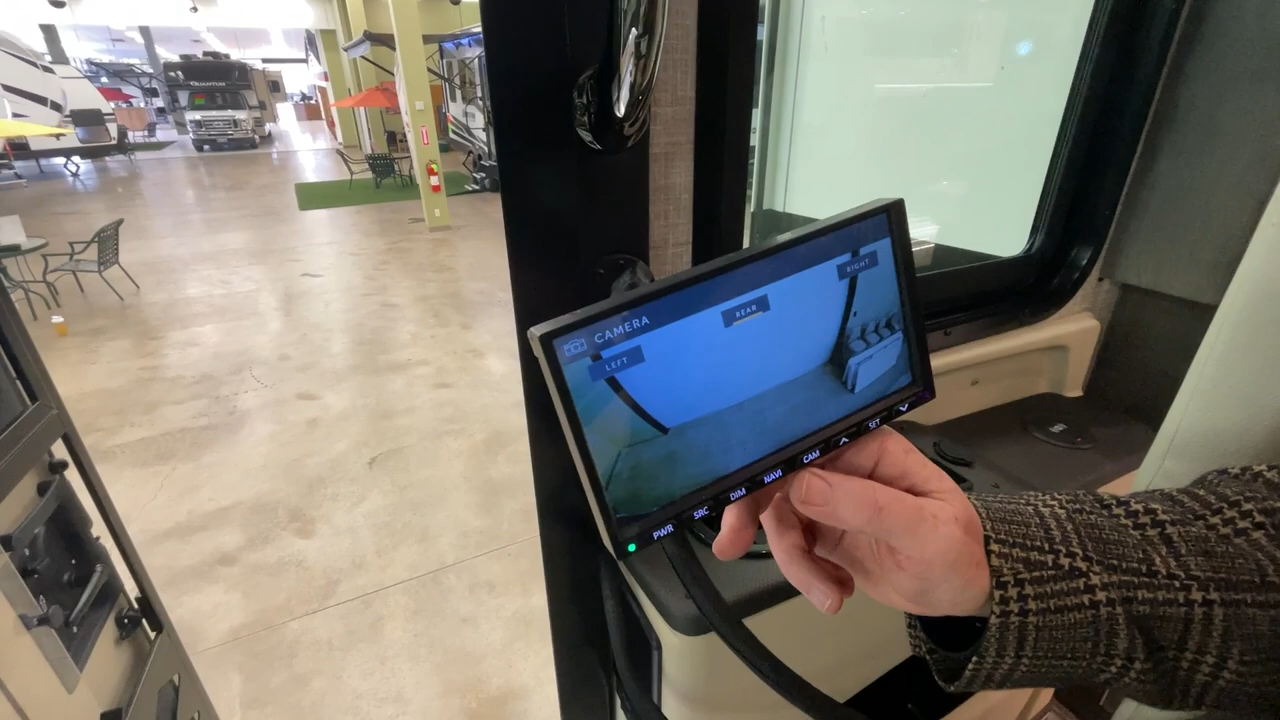 QUANTUM
CAMERA
LEFT
REAR
RIGHT
PWR
SRC
DIM
NAVI
CAM
SET